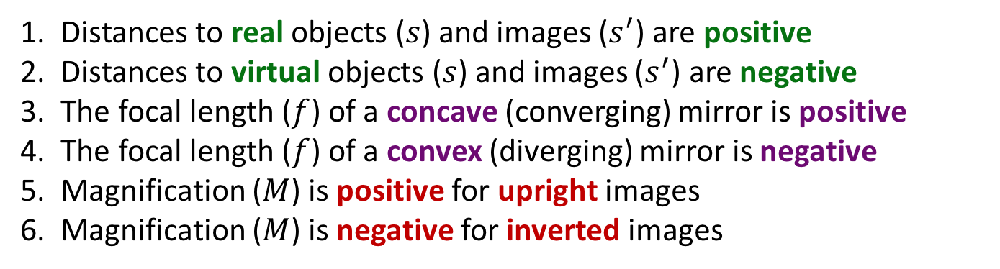 1. Distances to real objects (s) and images (s′) are positive
2. Distances to virtual objects (s) and images (s′) are negative
3. The focal length (f) of a concave (converging) mirror is positive
4. The focal length (f) of a convex (diverging) mirror is negative
5. Magnification (M) is positive for upright images
6. Magnification (M) is negative for inverted images